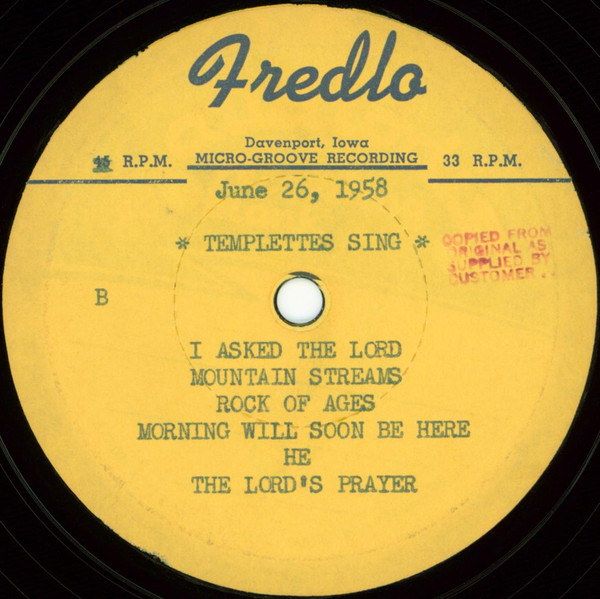 Fredlo
Davenport, Iowa
45 R.P.M. MICRO-GROOVE RECORDING 33 R.P.M.
June 26, 1958
* TEMPLETTES SING *
COPIED FROM
ORIGINAL AS
SUPPLIED BY
CUSTOMER . .
B
I ASKED THE LORD
MOUNTAIN STREAMS
ROCK OF AGES
MORNING WILL SOON BE HERE
HE
THE LORD'S PRAYER